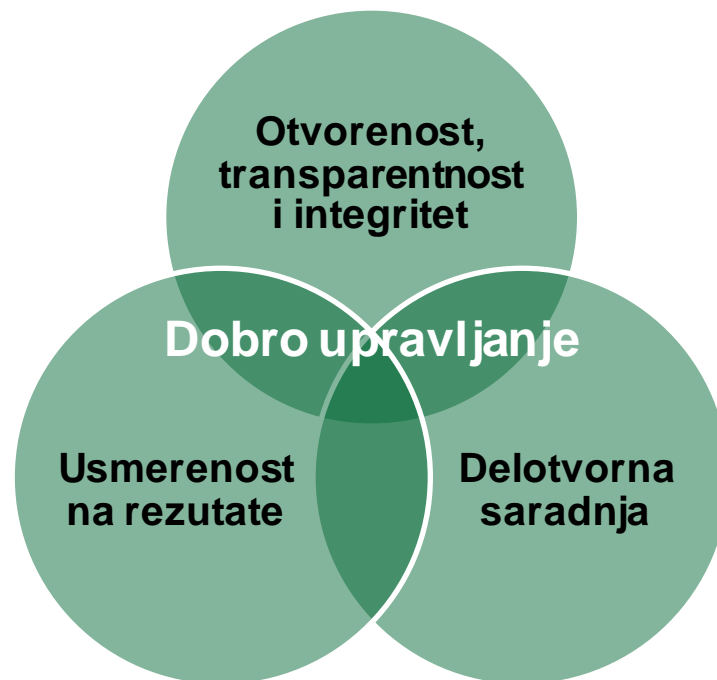 Otvorenost,
transparentnost
i integritet
Dobro upravljanje
Usmerenost
na rezutate
Delotvorna
saradnja